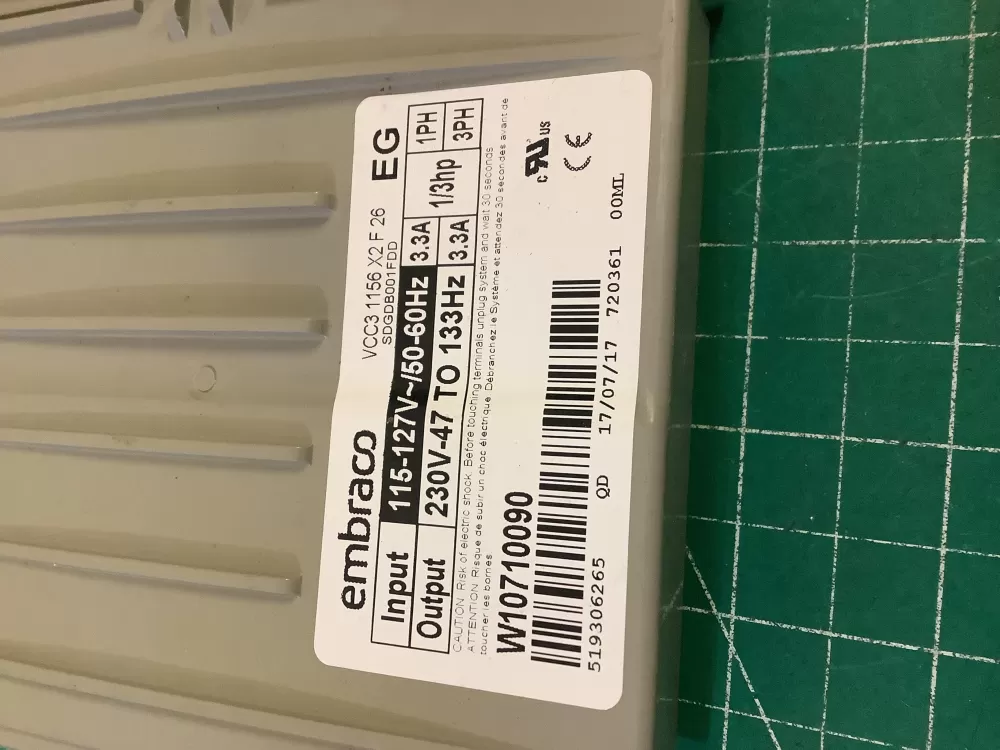 embraco
VCC3 1156 X2 F 26
SDGDB001FDD
EG
Input 115-127V~/50-60Hz 3.3A 1/3hp 1PH
Output 230V-47 TO 133Hz 3.3A 3PH
CAUTION. Risk of electric shock. Before touching terminals unplug system and wait 30 seconds
ATTENTION. Risque de subir un choc électrique. Débranchez le Système et attendez 30 secondes avant de
toucher les bornes
W10710090
c RU US
CE
519306265 QD 17/07/17 720361 00ML